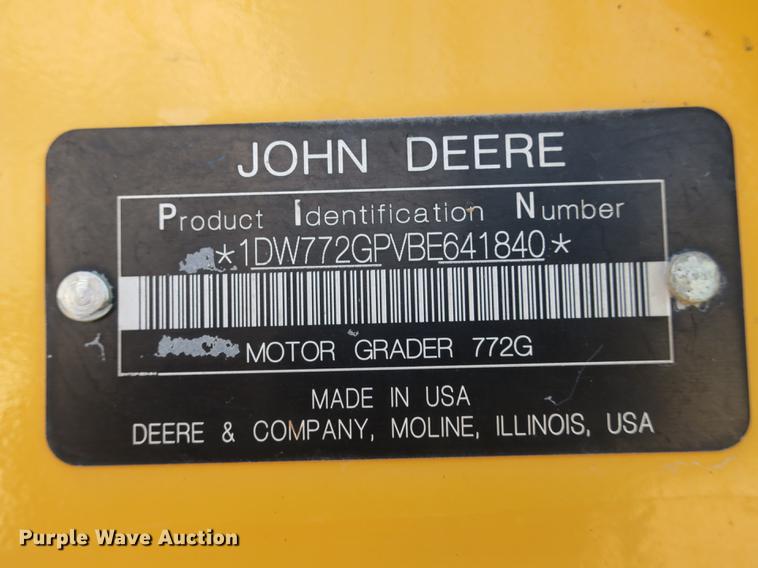 JOHN DEERE
Product Identification Number
*1DW772GPVBE641840*
MOTOR GRADER 772G
MADE IN USA
DEERE & COMPANY, MOLINE, ILLINOIS, USA
Purple Wave Auction